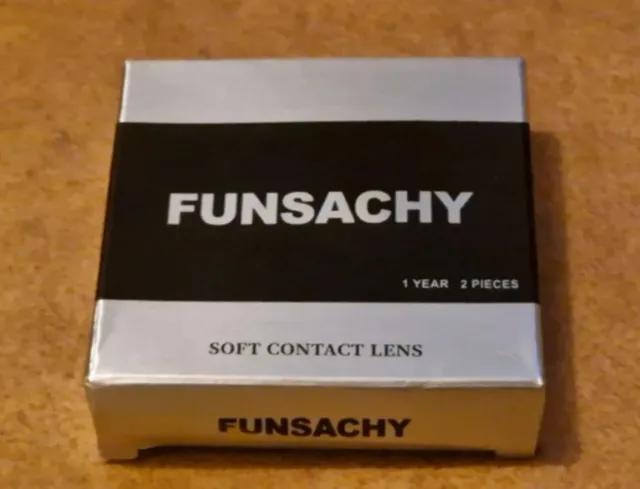 FUNSACHY
1 YEAR 2 PIECES
SOFT CONTACT LENS
FUNSACHY